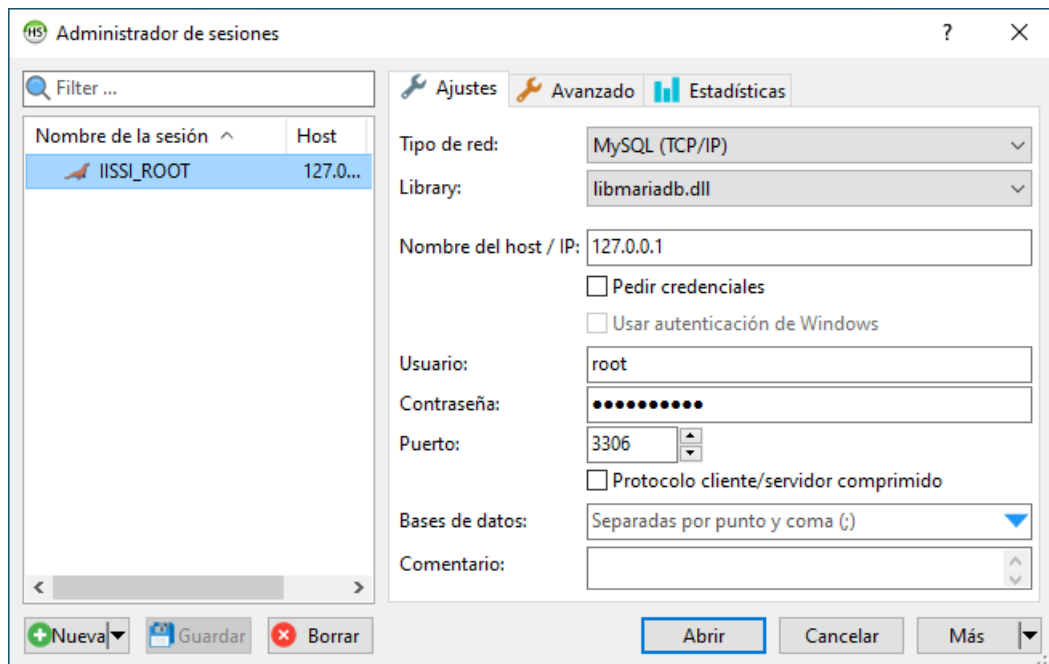 HS Administrador de sesiones ?
Filter ...
Nombre de la sesión Host
IISSI_ROOT 127.0...
Ajustes Avanzado Estadísticas
Tipo de red: MySQL (TCP/IP)
Library: libmariadb.dll
Nombre del host / IP: 127.0.0.1
Pedir credenciales
Usar autenticación de Windows
Usuario: root
Contraseña: ●●●●●●●●●●
Puerto: 3306
Protocolo cliente/servidor comprimido
Bases de datos: Separadas por punto y coma (;)
Comentario:
Nueva Guardar Borrar Abrir Cancelar Más